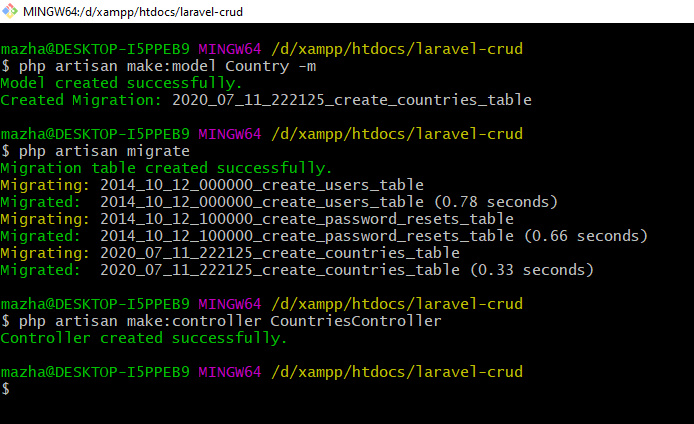 MINGW64:/d/xampp/htdocs/laravel-crud
mazha@DESKTOP-I5PPEB9 MINGW64 /d/xampp/htdocs/laravel-crud
$ php artisan make:model Country -m
Model created successfully.
Created Migration: 2020_07_11_222125_create_countries_table
mazha@DESKTOP-I5PPEB9 MINGW64 /d/xampp/htdocs/laravel-crud
$ php artisan migrate
Migration table created successfully.
Migrating: 2014_10_12_000000_create_users_table
Migrated:  2014_10_12_000000_create_users_table (0.78 seconds)
Migrating: 2014_10_12_100000_create_password_resets_table
Migrated:  2014_10_12_100000_create_password_resets_table (0.66 seconds)
Migrating: 2020_07_11_222125_create_countries_table
Migrated:  2020_07_11_222125_create_countries_table (0.33 seconds)
mazha@DESKTOP-I5PPEB9 MINGW64 /d/xampp/htdocs/laravel-crud
$ php artisan make:controller CountriesController
Controller created successfully.
mazha@DESKTOP-I5PPEB9 MINGW64 /d/xampp/htdocs/laravel-crud
$